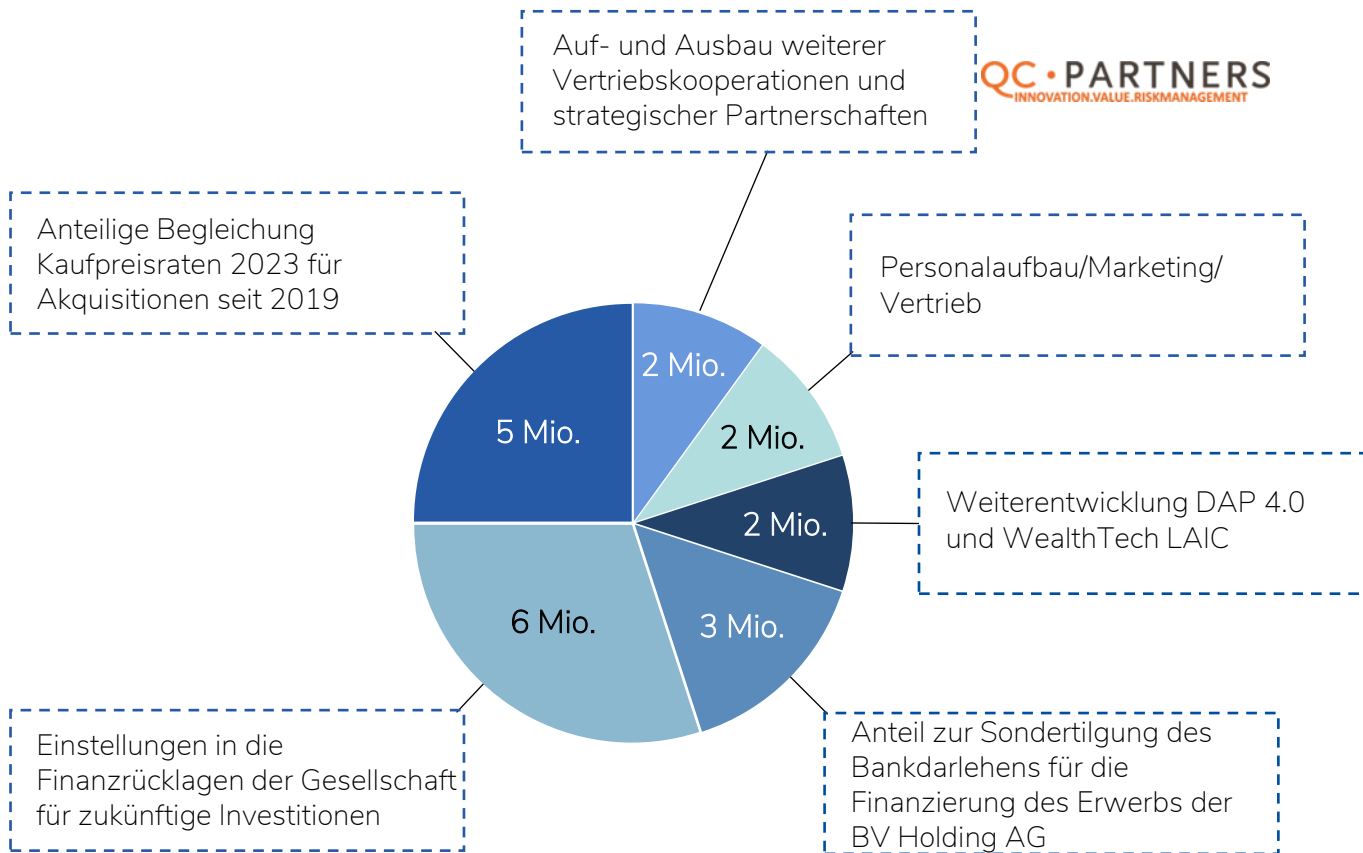 Auf- und Ausbau weiterer
Vertriebskooperationen und
strategischer Partnerschaften
QC • PARTNERS
INNOVATION.VALUE.RISKMANAGEMENT
Anteilige Begleichung
Kaufpreisraten 2023 für
Akquisitionen seit 2019
Personalaufbau/Marketing/
Vertrieb
2 Mio.
5 Mio.
2 Mio.
2 Mio.
Weiterentwicklung DAP 4.0
und WealthTech LAIC
6 Mio.
3 Mio.
Einstellungen in die
Finanzrücklagen der Gesellschaft
für zukünftige Investitionen
Anteil zur Sondertilgung des
Bankdarlehens für die
Finanzierung des Erwerbs der
BV Holding AG